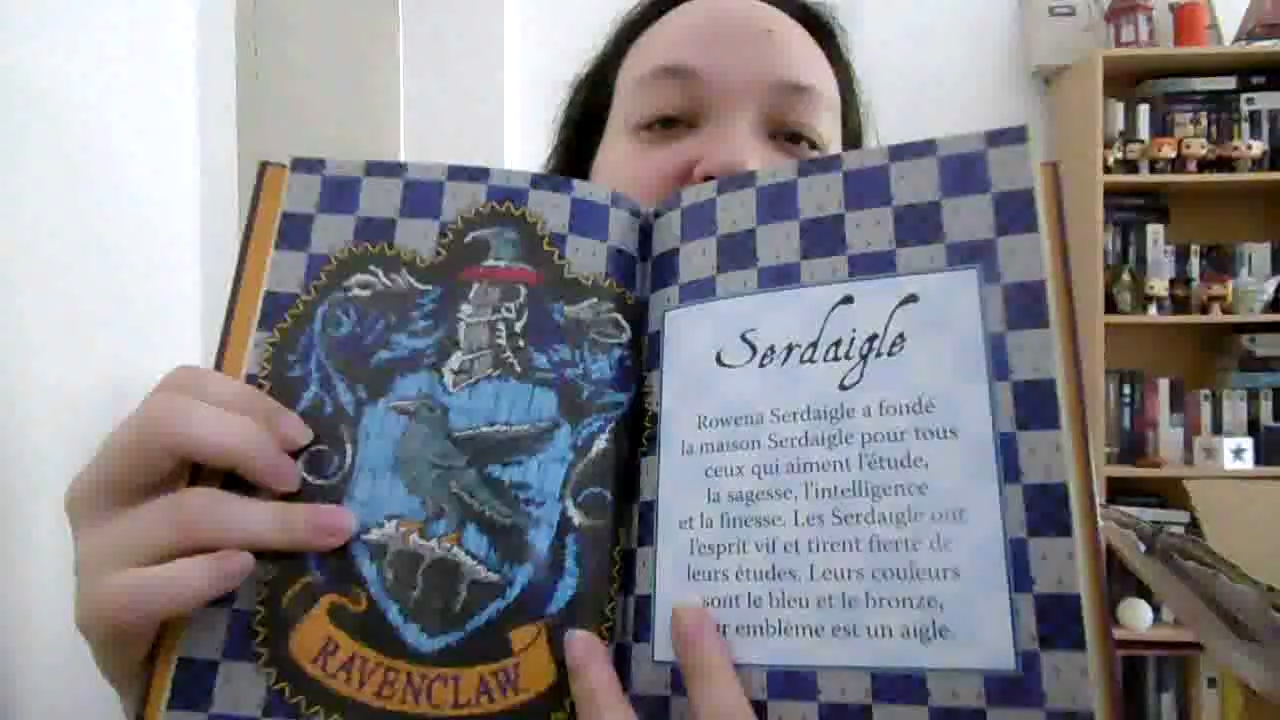 RAVENCLAW
Serdaigle
Rowena Serdaigle a fondé
la maison Serdaigle pour tous
ceux qui aiment l'étude,
la sagesse, l'intelligence
et la finesse. Les Serdaigle ont
l'esprit vif et tirent fierté de
leurs études. Leurs couleurs
sont le bleu et le bronze,
emblème est un aigle.